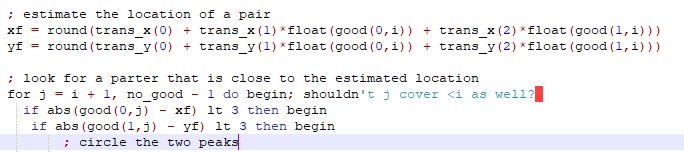 ; estimate the location of a pair
xf = round(trans_x(0) + trans_x(1)*float(good(0,i)) + trans_x(2)*float(good(1,i)))
yf = round(trans_y(0) + trans_y(1)*float(good(0,i)) + trans_y(2)*float(good(1,i)))
; look for a parter that is close to the estimated location
for j = i + 1, no_good - 1 do begin; shouldn't j cover <i as well?
if abs(good(0,j) - xf) lt 3 then begin
if abs(good(1,j) - yf) lt 3 then begin
; circle the two peaks